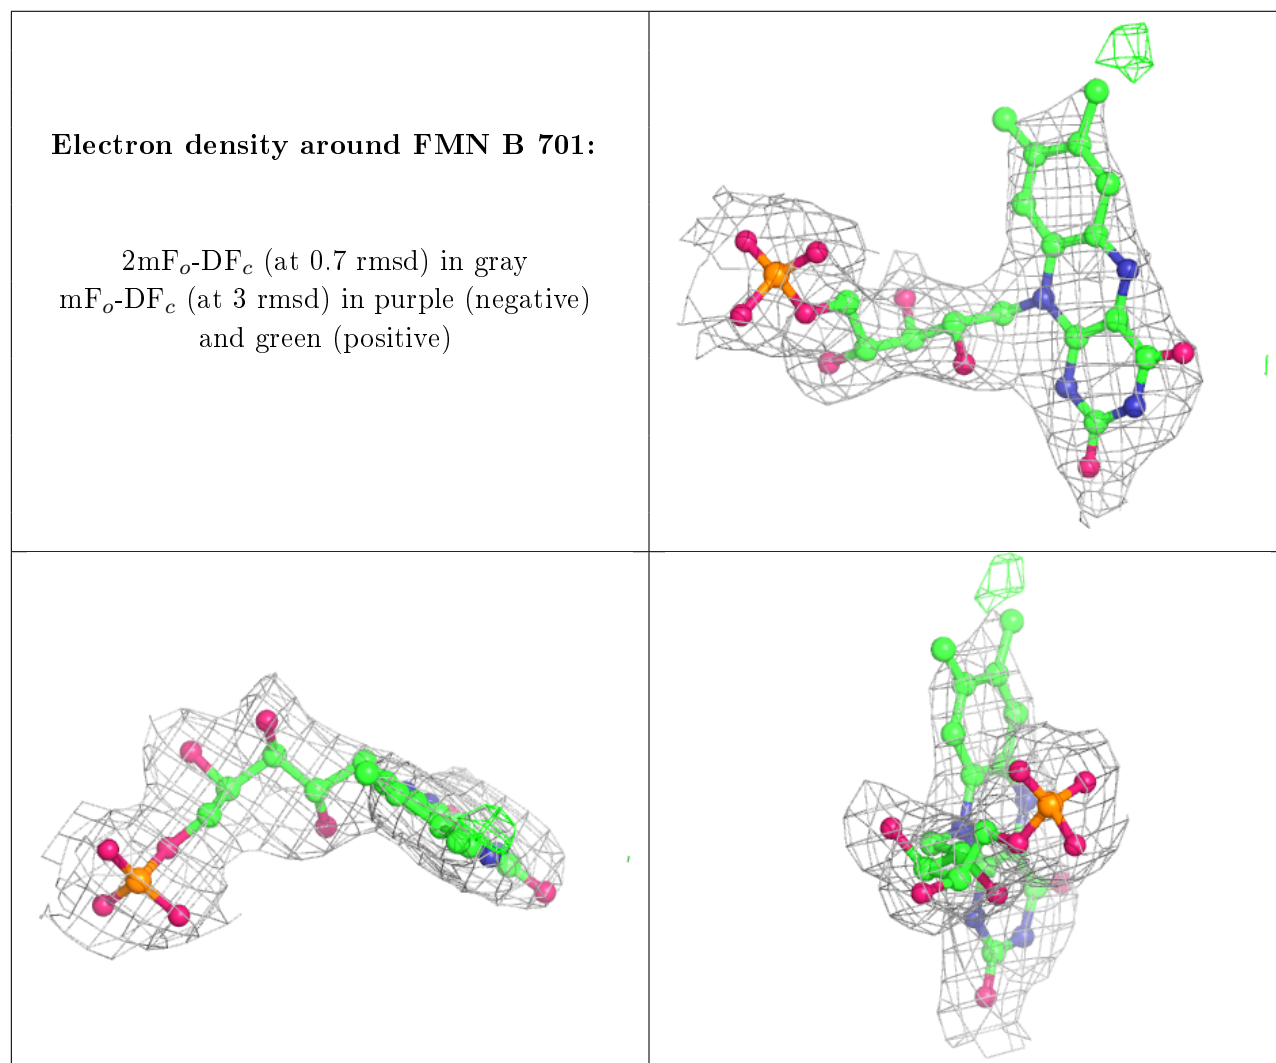 Electron density around FMN B 701:
2mFo-DFc (at 0.7 rmsd) in gray
mFo-DFc (at 3 rmsd) in purple (negative)
and green (positive)